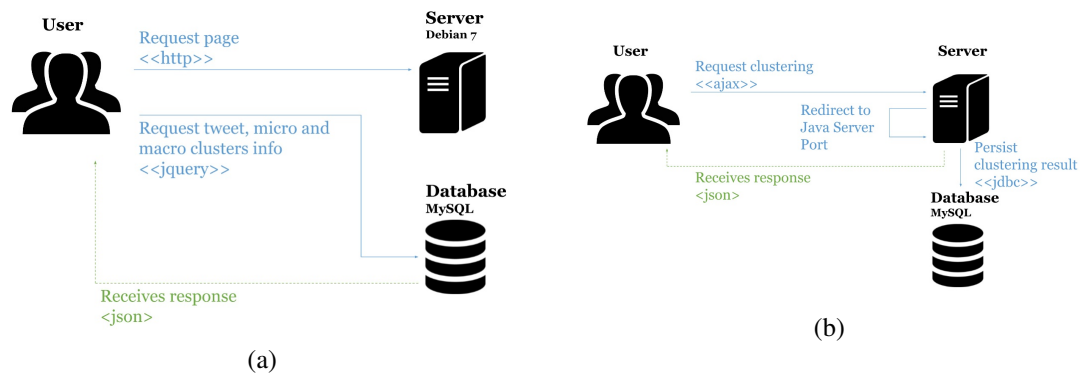 User
Server
Debian 7
Request page
<<http>>
Request tweet, micro and
macro clusters info
<<jquery>>
Database
MySQL
Receives response
<json>
(a)
User
Server
Request clustering
<<ajax>>
Redirect to
Java Server
Port
Persist
clustering result
<<jdbc>>
Receives response
<json>
Database
MySQL
(b)